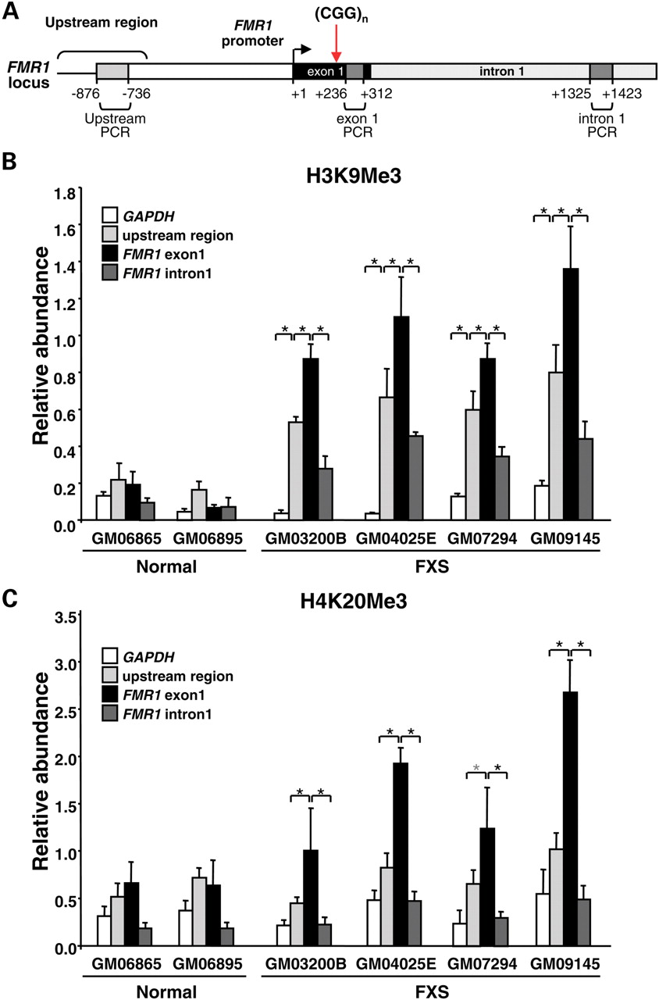 A
Upstream region
FMR1
promoter
(CGG)n
FMR1
locus
exon 1
intron 1
-876
-736
+1
+236
+312
+1325
+1423
Upstream
PCR
exon 1
PCR
intron 1
PCR
B
H3K9Me3
Relative abundance
1.8
1.6
1.4
1.2
1.0
0.8
0.6
0.4
0.2
0.0
GAPDH
upstream region
FMR1 exon1
FMR1 intron1
* * *
* * *
* * *
* * *
GM06865 GM06895 GM03200B GM04025E GM07294 GM09145
Normal FXS
C
H4K20Me3
Relative abundance
3.5
3.0
2.5
2.0
1.5
1.0
0.5
0.0
GAPDH
upstream region
FMR1 exon1
FMR1 intron1
* *
* *
* *
* *
GM06865 GM06895 GM03200B GM04025E GM07294 GM09145
Normal FXS